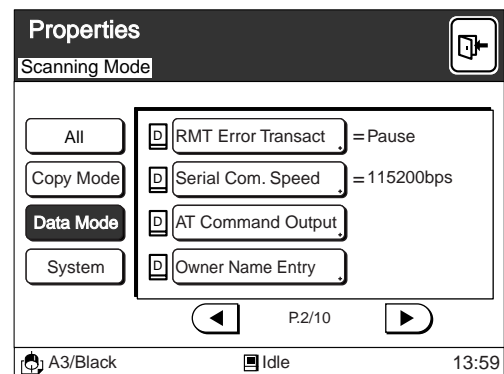 Properties
Scanning Mode
All
D RMT Error Transact =Pause
Copy Mode
D Serial Com. Speed =115200bps
Data Mode
D AT Command Output
System
D Owner Name Entry
P.2/10
A3/Black Idle 13:59